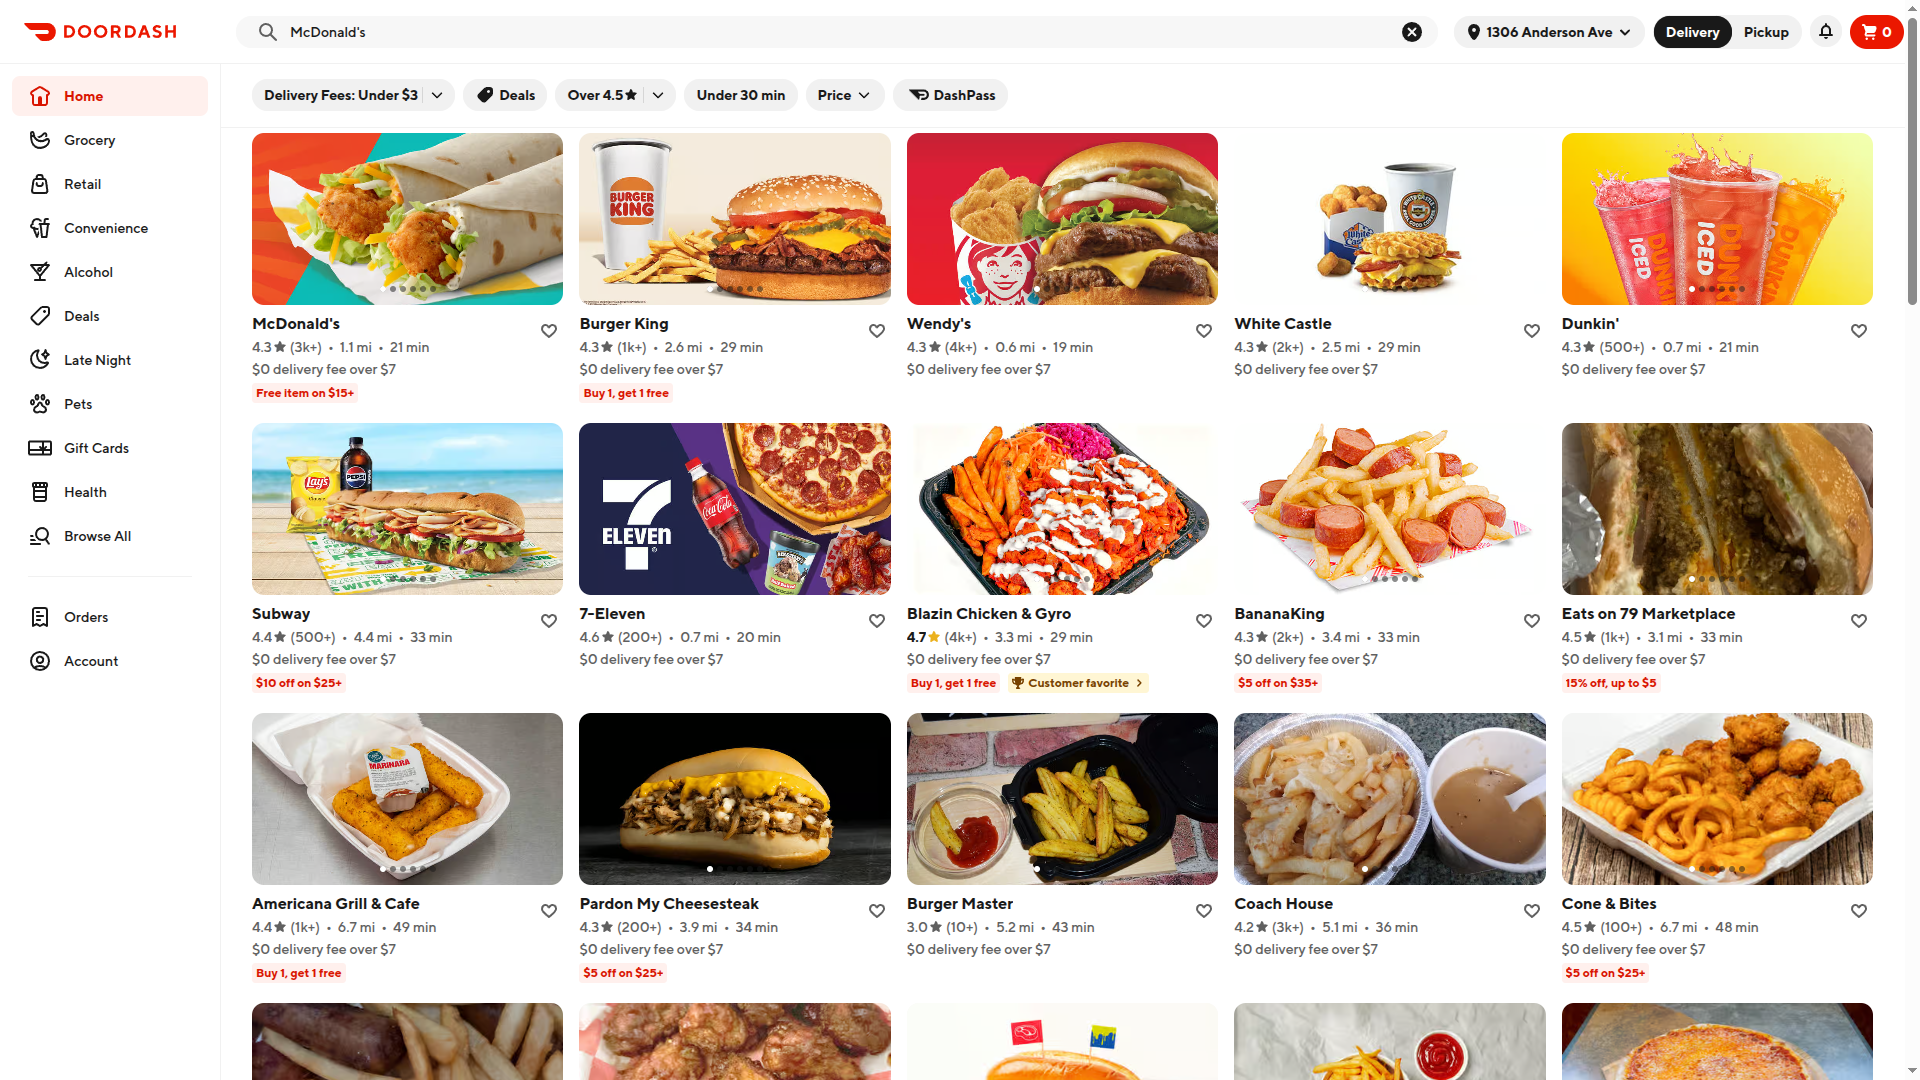 DOORDASH
McDonald's
1306 Anderson Ave
Delivery
Pickup
0
Home
Grocery
Retail
Convenience
Alcohol
Deals
Late Night
Pets
Gift Cards
Health
Browse All
Orders
Account
Delivery Fees: Under $3
Deals
Over 4.5★
Under 30 min
Price
DashPass
BURGER
KING
White
ICED
DUNKIN'
ICED
McDonald's
4.3★ (3k+) • 1.1 mi • 21 min
$0 delivery fee over $7
Free item on $15+
Burger King
4.3★ (1k+) • 2.6 mi • 29 min
$0 delivery fee over $7
Buy 1, get 1 free
Wendy's
4.3★ (4k+) • 0.6 mi • 19 min
$0 delivery fee over $7
White Castle
4.3★ (2k+) • 2.5 mi • 29 min
$0 delivery fee over $7
Dunkin'
4.3★ (500+) • 0.7 mi • 21 min
$0 delivery fee over $7
Lay's
PEPSI
7
ELEVEN
Coca-Cola
Subway
4.4★ (500+) • 4.4 mi • 33 min
$0 delivery fee over $7
$10 off on $25+
7-Eleven
4.6★ (200+) • 0.7 mi • 20 min
$0 delivery fee over $7
Blazin Chicken & Gyro
4.7★ (4k+) • 3.3 mi • 29 min
$0 delivery fee over $7
Buy 1, get 1 free
Customer favorite
BananaKing
4.3★ (2k+) • 3.4 mi • 33 min
$0 delivery fee over $7
$5 off on $35+
Eats on 79 Marketplace
4.5★ (1k+) • 3.1 mi • 33 min
$0 delivery fee over $7
15% off, up to $5
MARINARA
Americana Grill & Cafe
4.4★ (1k+) • 6.7 mi • 49 min
$0 delivery fee over $7
Buy 1, get 1 free
Pardon My Cheesesteak
4.3★ (200+) • 3.9 mi • 34 min
$0 delivery fee over $7
$5 off on $25+
Burger Master
3.0★ (10+) • 5.2 mi • 43 min
$0 delivery fee over $7
Coach House
4.2★ (3k+) • 5.1 mi • 36 min
$0 delivery fee over $7
Cone & Bites
4.5★ (100+) • 6.7 mi • 48 min
$0 delivery fee over $7
$5 off on $25+